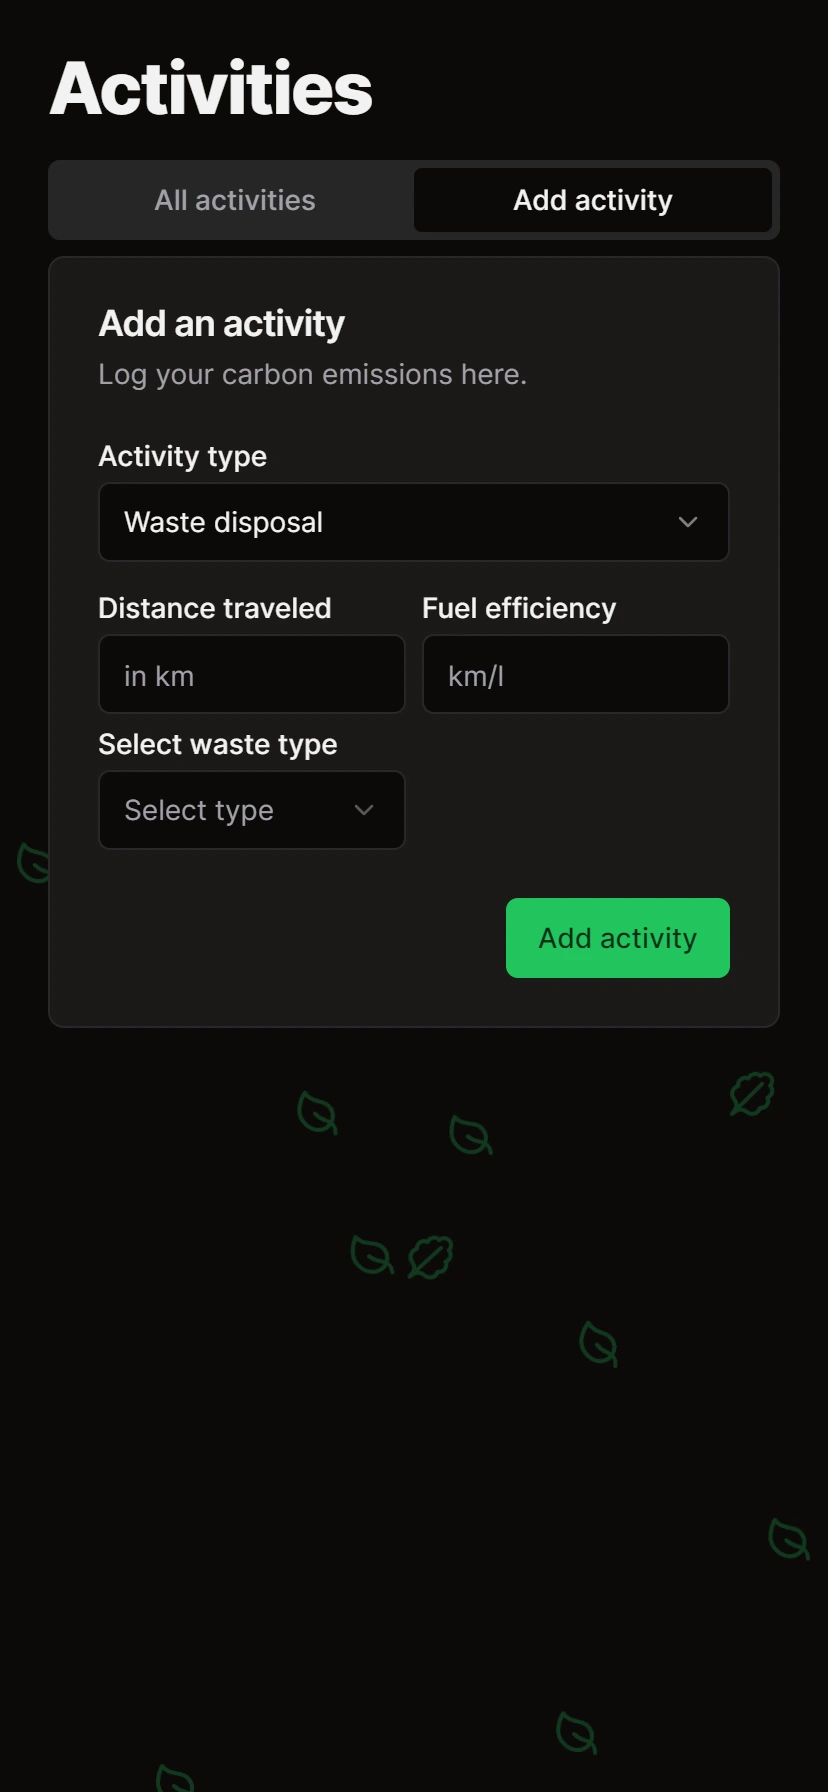 Activities
All activities
Add activity
Add an activity
Log your carbon emissions here.
Activity type
Waste disposal
Distance traveled
Fuel efficiency
in km
km/l
Select waste type
Select type
Add activity